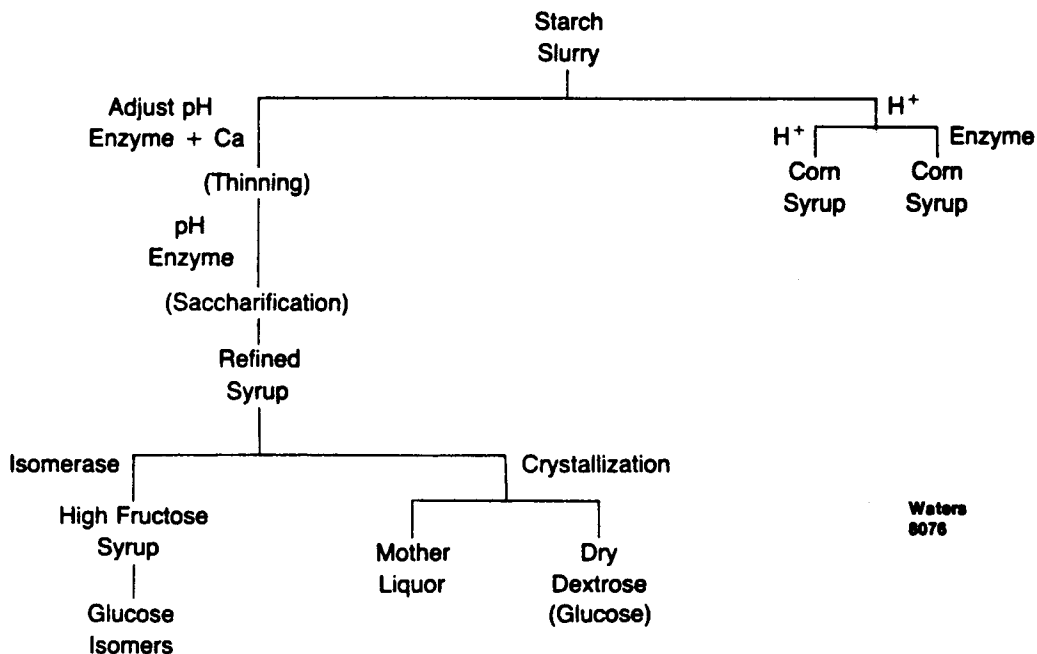 Starch
Slurry
Adjust pH
Enzyme + Ca
H+
H+
Enzyme
Corn
Syrup
Corn
Syrup
(Thinning)
pH
Enzyme
(Saccharification)
Refined
Syrup
Isomerase
Crystallization
High Fructose
Syrup
Mother
Liquor
Dry
Dextrose
(Glucose)
Glucose
Isomers
Waters
8076